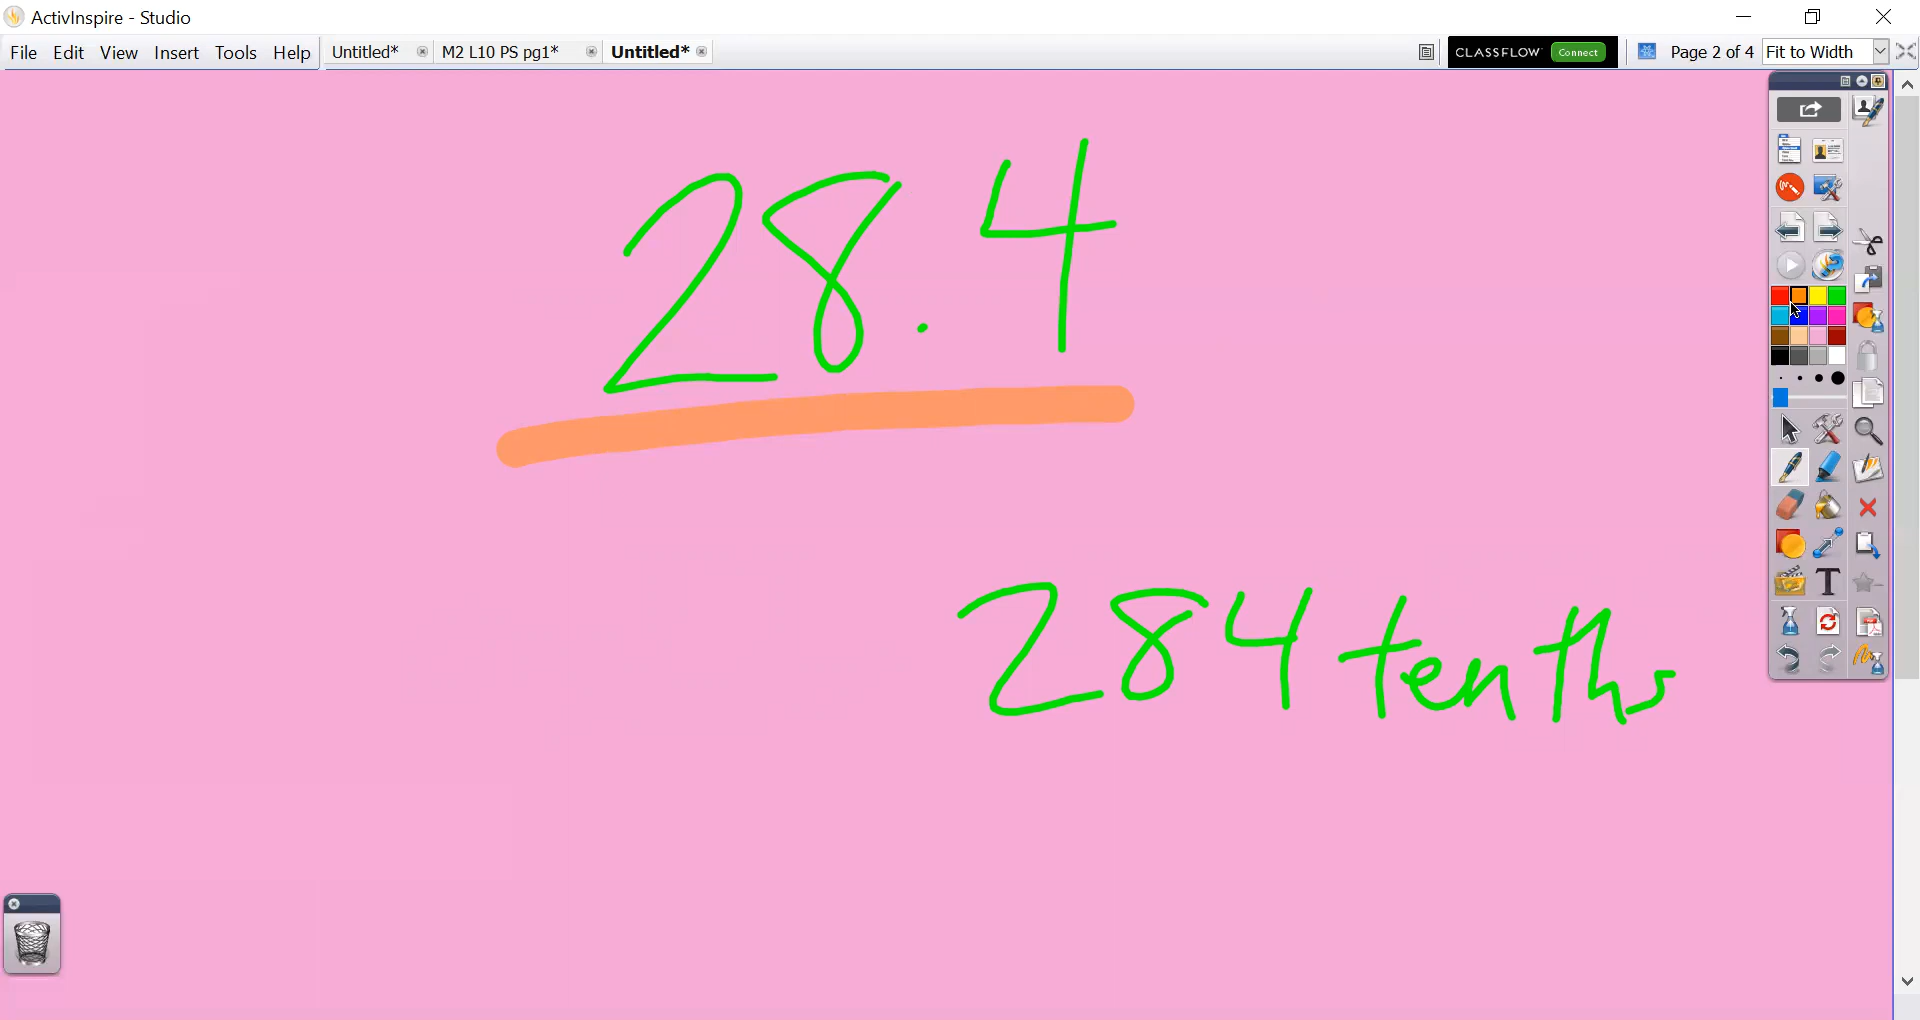 ActivInspire - Studio
File Edit View Insert Tools Help Untitled* M2 L10 PS pg1* Untitled* CLASSFLOW Connect Page 2 of 4 Fit to Width
28.4
T
284 tenths